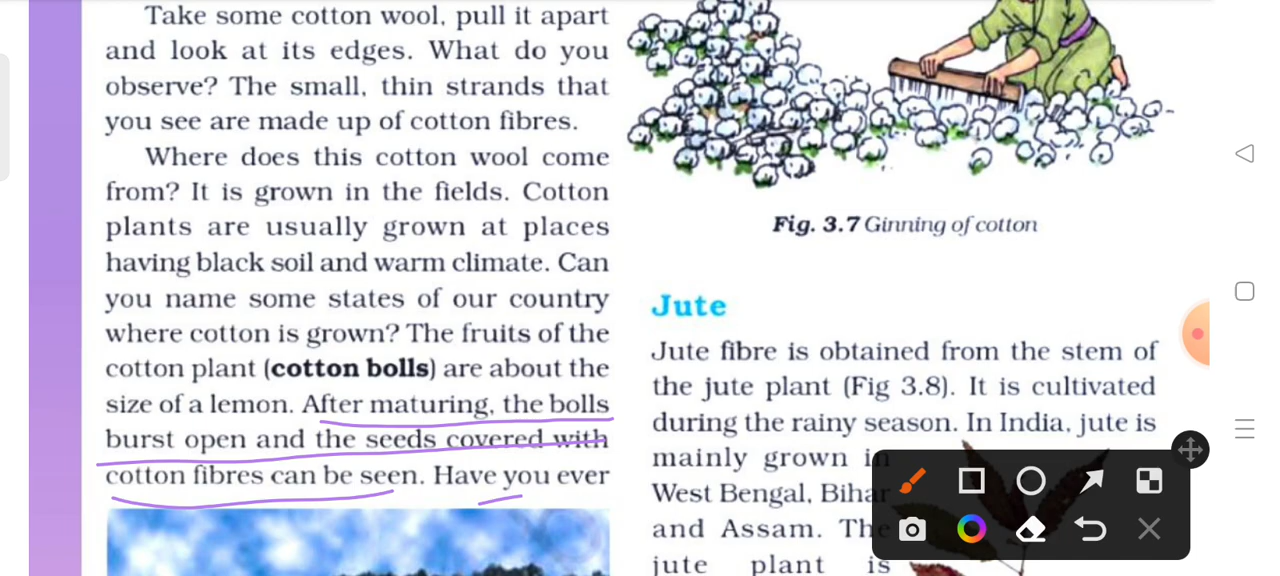 Take some cotton wool, pull it apart
and look at its edges. What do you
observe? The small, thin strands that
you see are made up of cotton fibres.
Where does this cotton wool come
from? It is grown in the fields. Cotton
plants are usually grown at places
having black soil and warm climate. Can
you name some states of our country
where cotton is grown? The fruits of the
cotton plant (cotton bolls) are about the
size of a lemon. After maturing, the bolls
burst open and the seeds covered with
cotton fibres can be seen. Have you ever
Fig. 3.7 Ginning of cotton
Jute
Jute fibre is obtained from the stem of
the jute plant (Fig 3.8). It is cultivated
during the rainy season. In India, jute is
mainly grown in
West Bengal, Bihar
and Assam. The
jute plant is